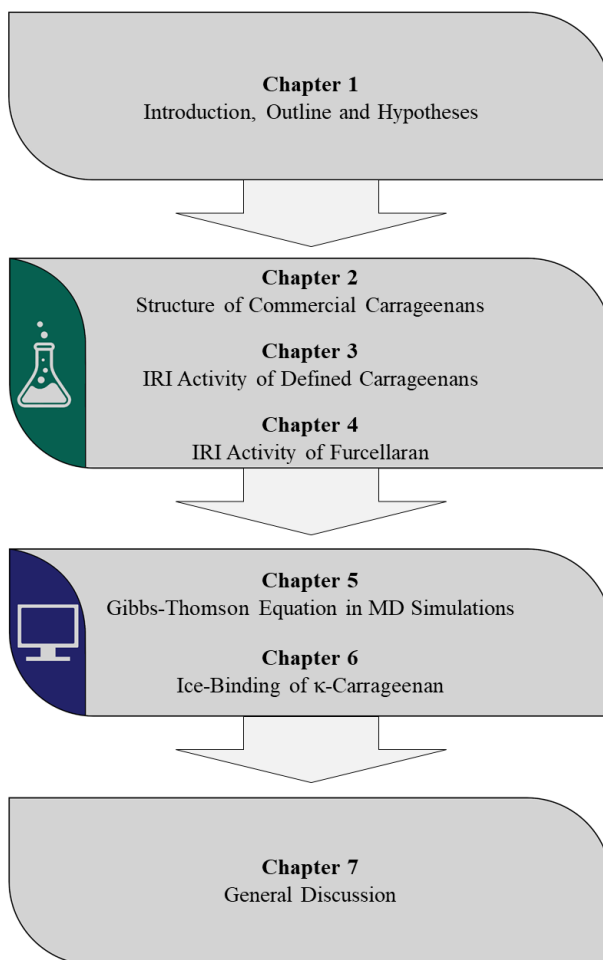 Chapter 1
Introduction, Outline and Hypotheses
Chapter 2
Structure of Commercial Carrageenans
Chapter 3
IRI Activity of Defined Carrageenans
Chapter 4
IRI Activity of Furcellaran
Chapter 5
Gibbs-Thomson Equation in MD Simulations
Chapter 6
Ice-Binding of κ-Carrageenan
Chapter 7
General Discussion